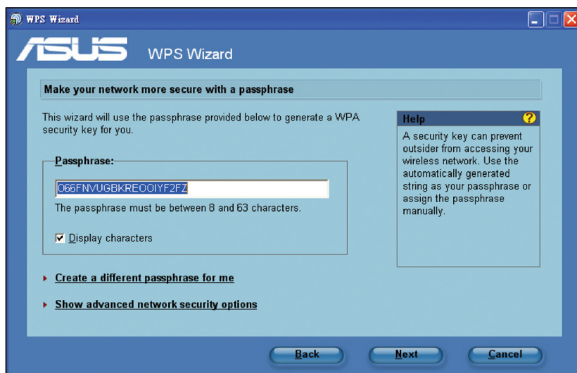 WPS Wizard
ASUS WPS Wizard
Make your network more secure with a passphrase
This wizard will use the passphrase provided below to generate a WPA
security key for you.
Passphrase:
O66FNVUGBKREOOIYF2FZ
The passphrase must be between 8 and 63 characters.
Display characters
Create a different passphrase for me
Show advanced network security options
Help
A security key can prevent
outsider from accessing your
wireless network. Use the
automatically generated
string as your passphrase or
assign the passphrase
manually.
Back Next Cancel